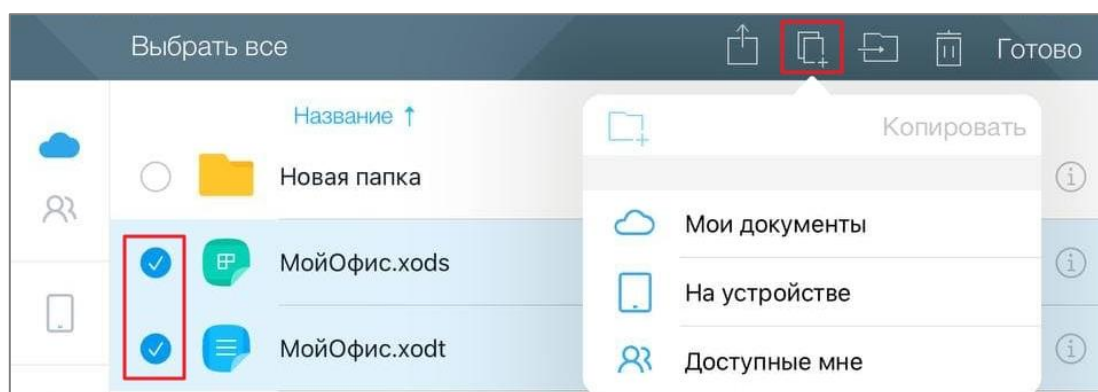 Выбрать все
Готово
Название ↑
Копировать
Новая папка
Мои документы
МойОфис.xods
На устройстве
МойОфис.xodt
Доступные мне